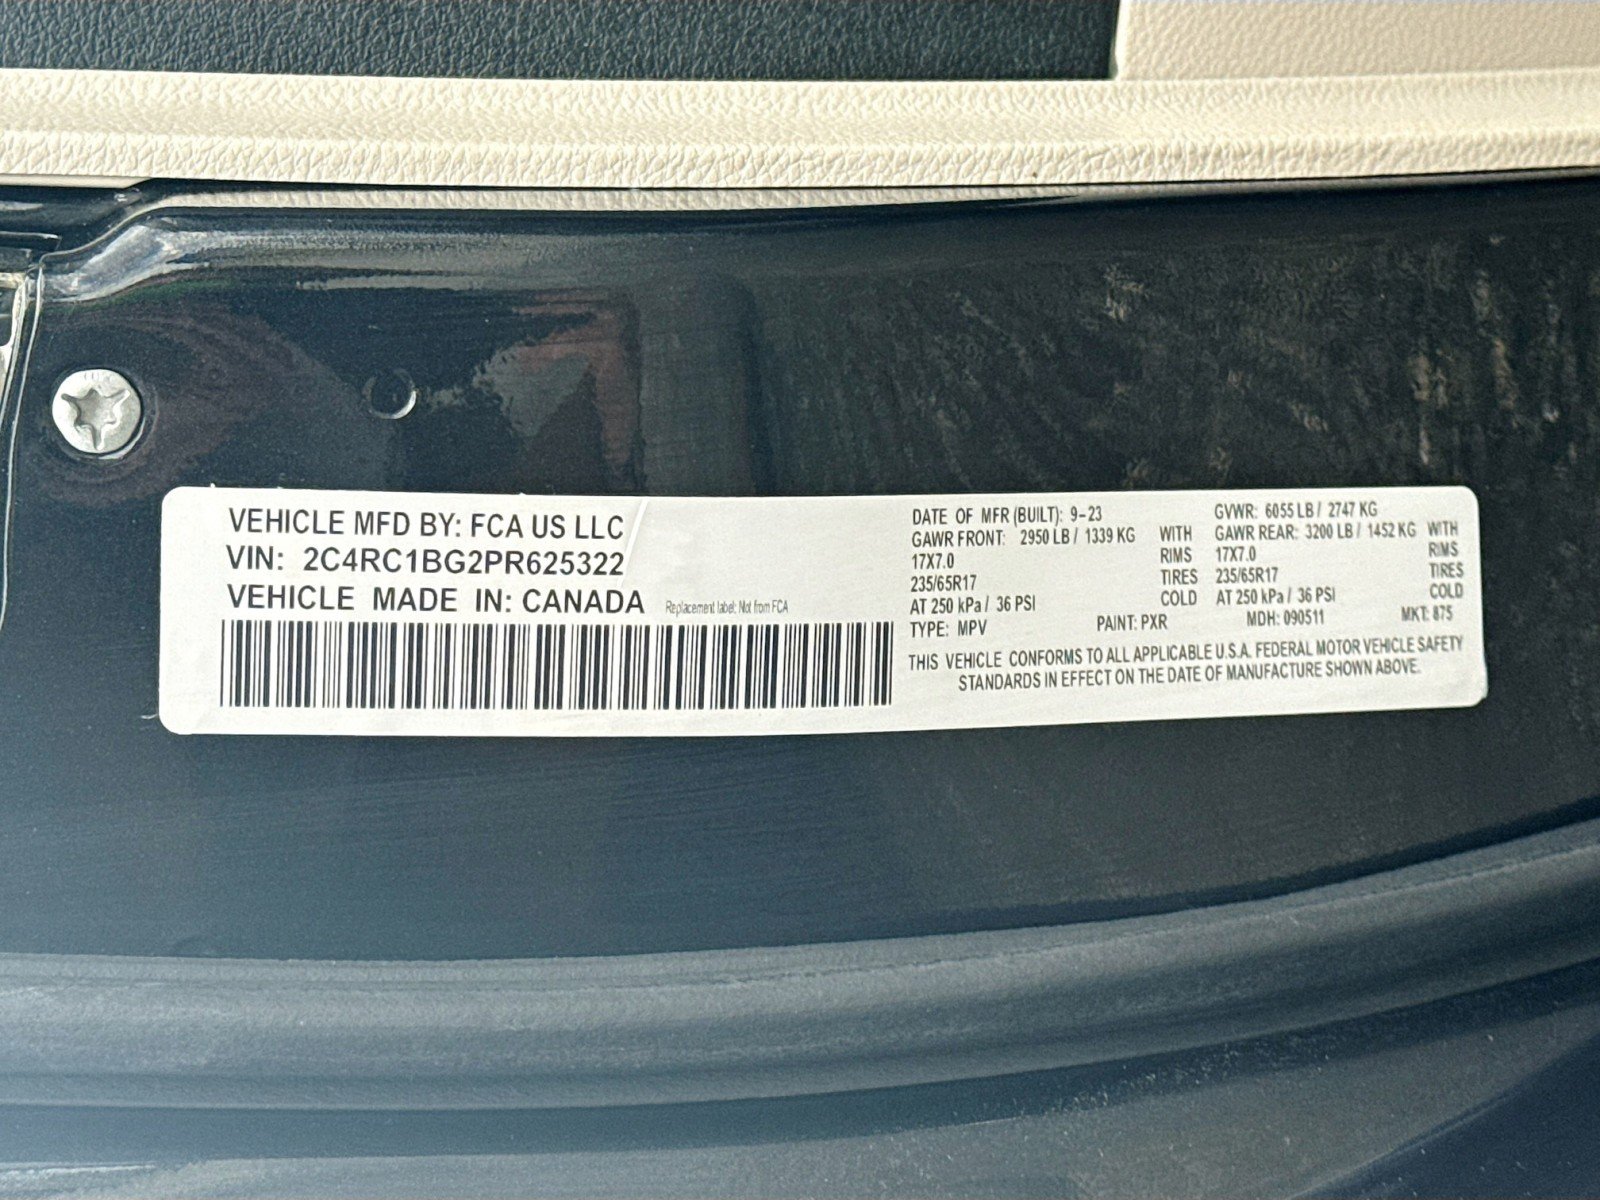 VEHICLE MFD BY: FCA US LLC
VIN: 2C4RC1BG2PR625322
VEHICLE MADE IN: CANADA
Replacement label: Not from FCA
DATE OF MFR (BUILT): 9-23 GVWR: 6055 LB / 2747 KG
GAWR FRONT: 2950 LB / 1339 KG WITH GAWR REAR: 3200 LB / 1452 KG WITH
17X7.0 RIMS 17X7.0 RIMS
235/65R17 TIRES 235/65R17 TIRES
AT 250 kPa / 36 PSI COLD AT 250 kPa / 36 PSI COLD
TYPE: MPV PAINT: PXR MDH: 090511 MKT: 875
THIS VEHICLE CONFORMS TO ALL APPLICABLE U.S.A. FEDERAL MOTOR VEHICLE SAFETY
STANDARDS IN EFFECT ON THE DATE OF MANUFACTURE SHOWN ABOVE.